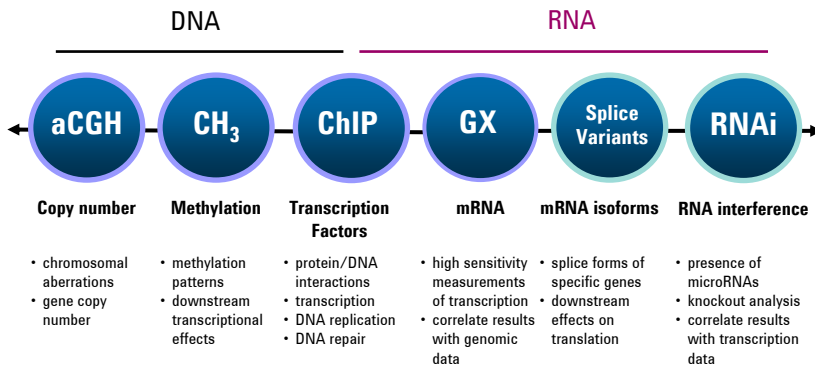 DNA
RNA
aCGH
CH₃
ChIP
GX
Splice
Variants
RNAi
Copy number
• chromosomal
aberrations
• gene copy
number
Methylation
• methylation
patterns
• downstream
transcriptional
effects
Transcription
Factors
• protein/DNA
interactions
• transcription
• DNA replication
• DNA repair
mRNA
• high sensitivity
measurements
of transcription
• correlate results
with genomic
data
mRNA isoforms
• splice forms of
specific genes
• downstream
effects on
translation
RNA interference
• presence of
microRNAs
• knockout analysis
• correlate results
with transcription
data